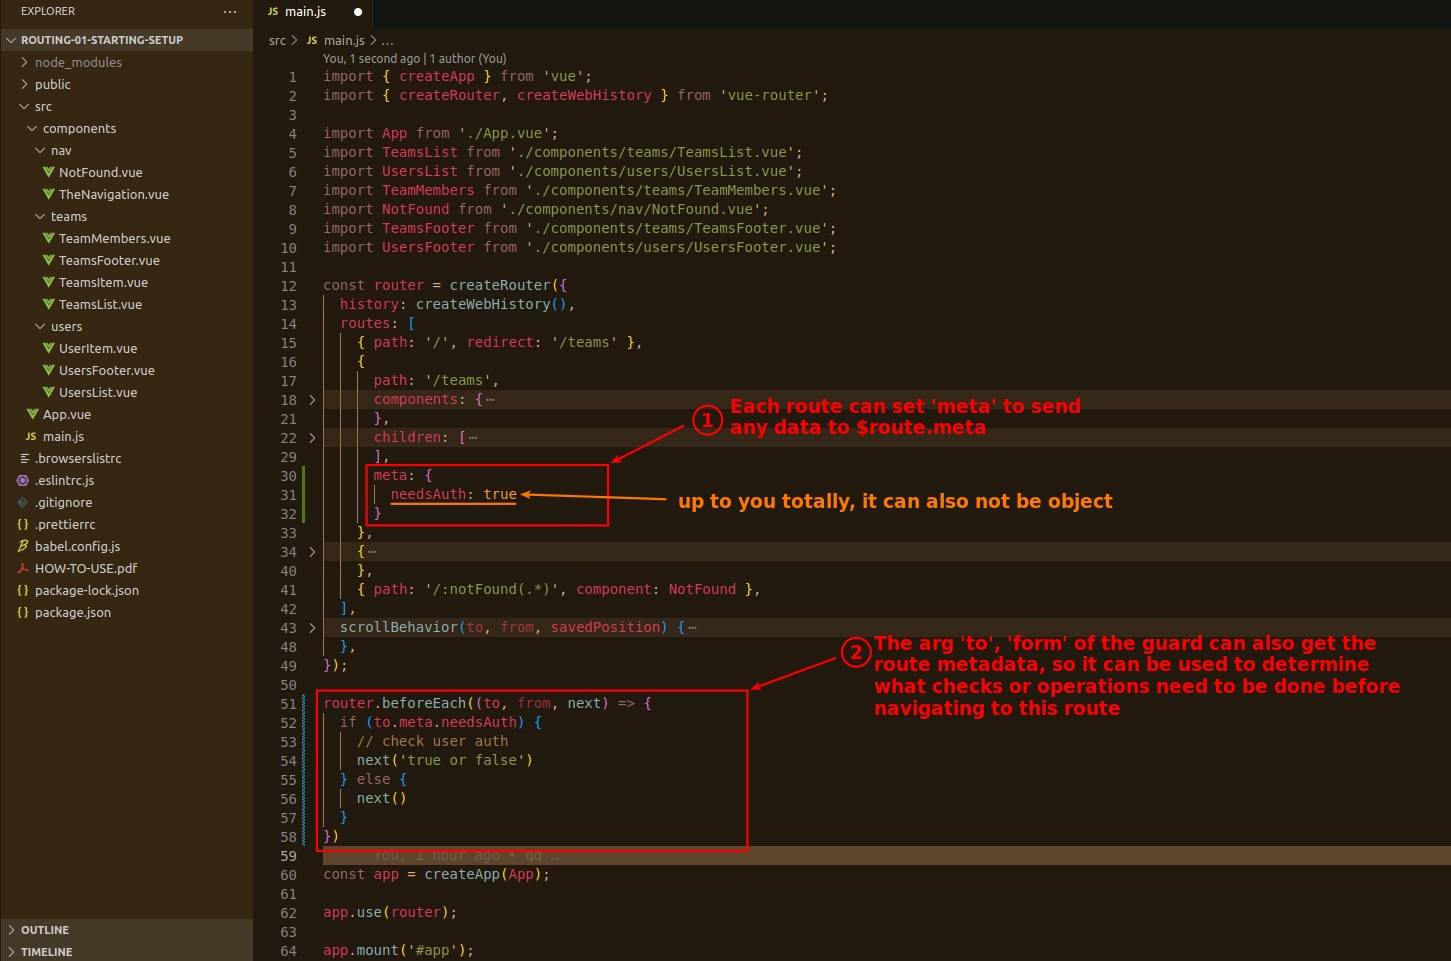 EXPLORER
ROUTING-01-STARTING-SETUP
node_modules
public
src
components
nav
NotFound.vue
TheNavigation.vue
teams
TeamMembers.vue
TeamsFooter.vue
TeamsItem.vue
TeamsList.vue
users
UserItem.vue
UsersFooter.vue
UsersList.vue
App.vue
JS main.js
.browserslistrc
.eslintrc.js
.gitignore
{} .prettierrc
babel.config.js
HOW-TO-USE.pdf
{} package-lock.json
{} package.json
OUTLINE
TIMELINE
JS main.js
src > JS main.js > ...
You, 1 second ago | 1 author (You)
1 import { createApp } from 'vue';
2 import { createRouter, createWebHistory } from 'vue-router';
3
4 import App from './App.vue';
5 import TeamsList from './components/teams/TeamsList.vue';
6 import UsersList from './components/users/UsersList.vue';
7 import TeamMembers from './components/teams/TeamMembers.vue';
8 import NotFound from './components/nav/NotFound.vue';
9 import TeamsFooter from './components/teams/TeamsFooter.vue';
10 import UsersFooter from './components/users/UsersFooter.vue';
11
12 const router = createRouter({
13 history: createWebHistory(),
14 routes: [
15 { path: '/', redirect: '/teams' },
16 {
17 path: '/teams',
18 components: {…
21 },
22 children: […
29 ],
30 meta: {
31 needsAuth: true
32 }
33 },
34 {…
40 },
41 { path: '/:notFound(.*)', component: NotFound },
42 ],
43 scrollBehavior(to, from, savedPosition) {…
48 },
49 });
50
51 router.beforeEach((to, from, next) => {
52 if (to.meta.needsAuth) {
53 // check user auth
54 next('true or false')
55 } else {
56 next()
57 }
58 })
59 You, 1 hour ago • qq …
60 const app = createApp(App);
61
62 app.use(router);
63
64 app.mount('#app');
1 Each route can set 'meta' to send
any data to $route.meta
up to you totally, it can also not be object
2 The arg 'to', 'form' of the guard can also get the
route metadata, so it can be used to determine
what checks or operations need to be done before
navigating to this route